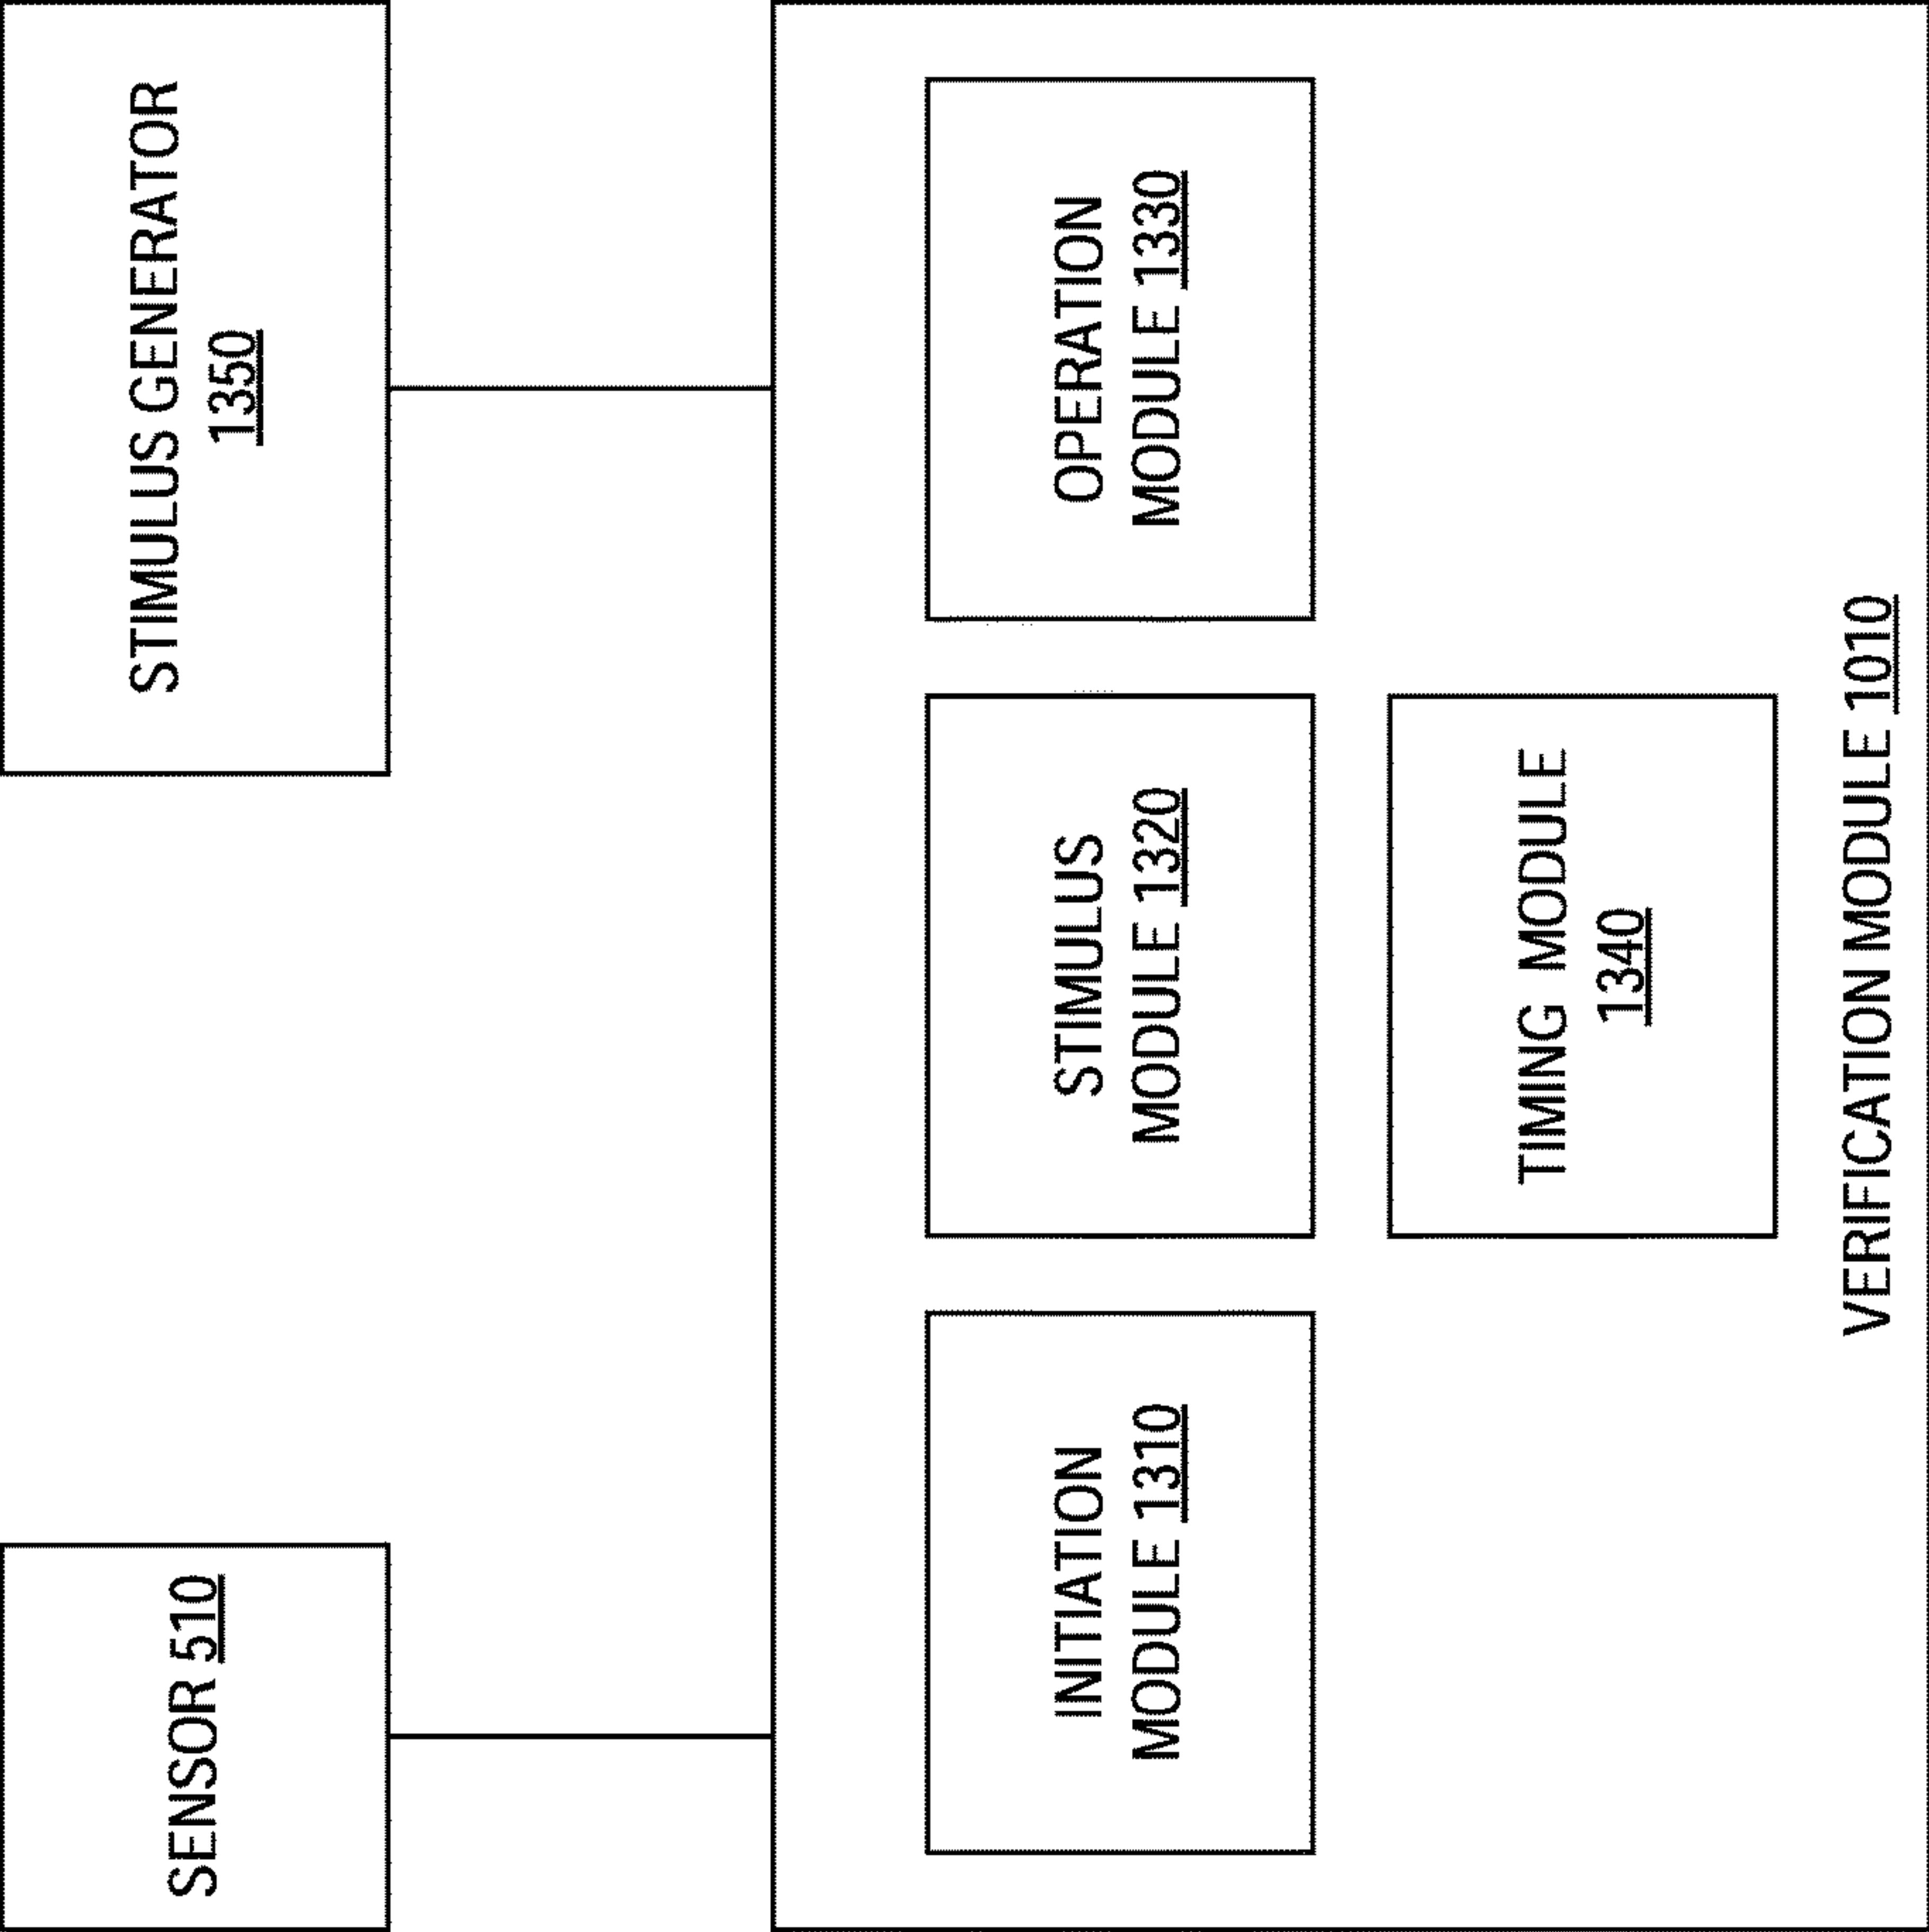 SENSOR 510
STIMULUS GENERATOR
1350
INITIATION
MODULE 1310
STIMULUS
MODULE 1320
OPERATION
MODULE 1330
TIMING MODULE
1340
VERIFICATION MODULE 1010